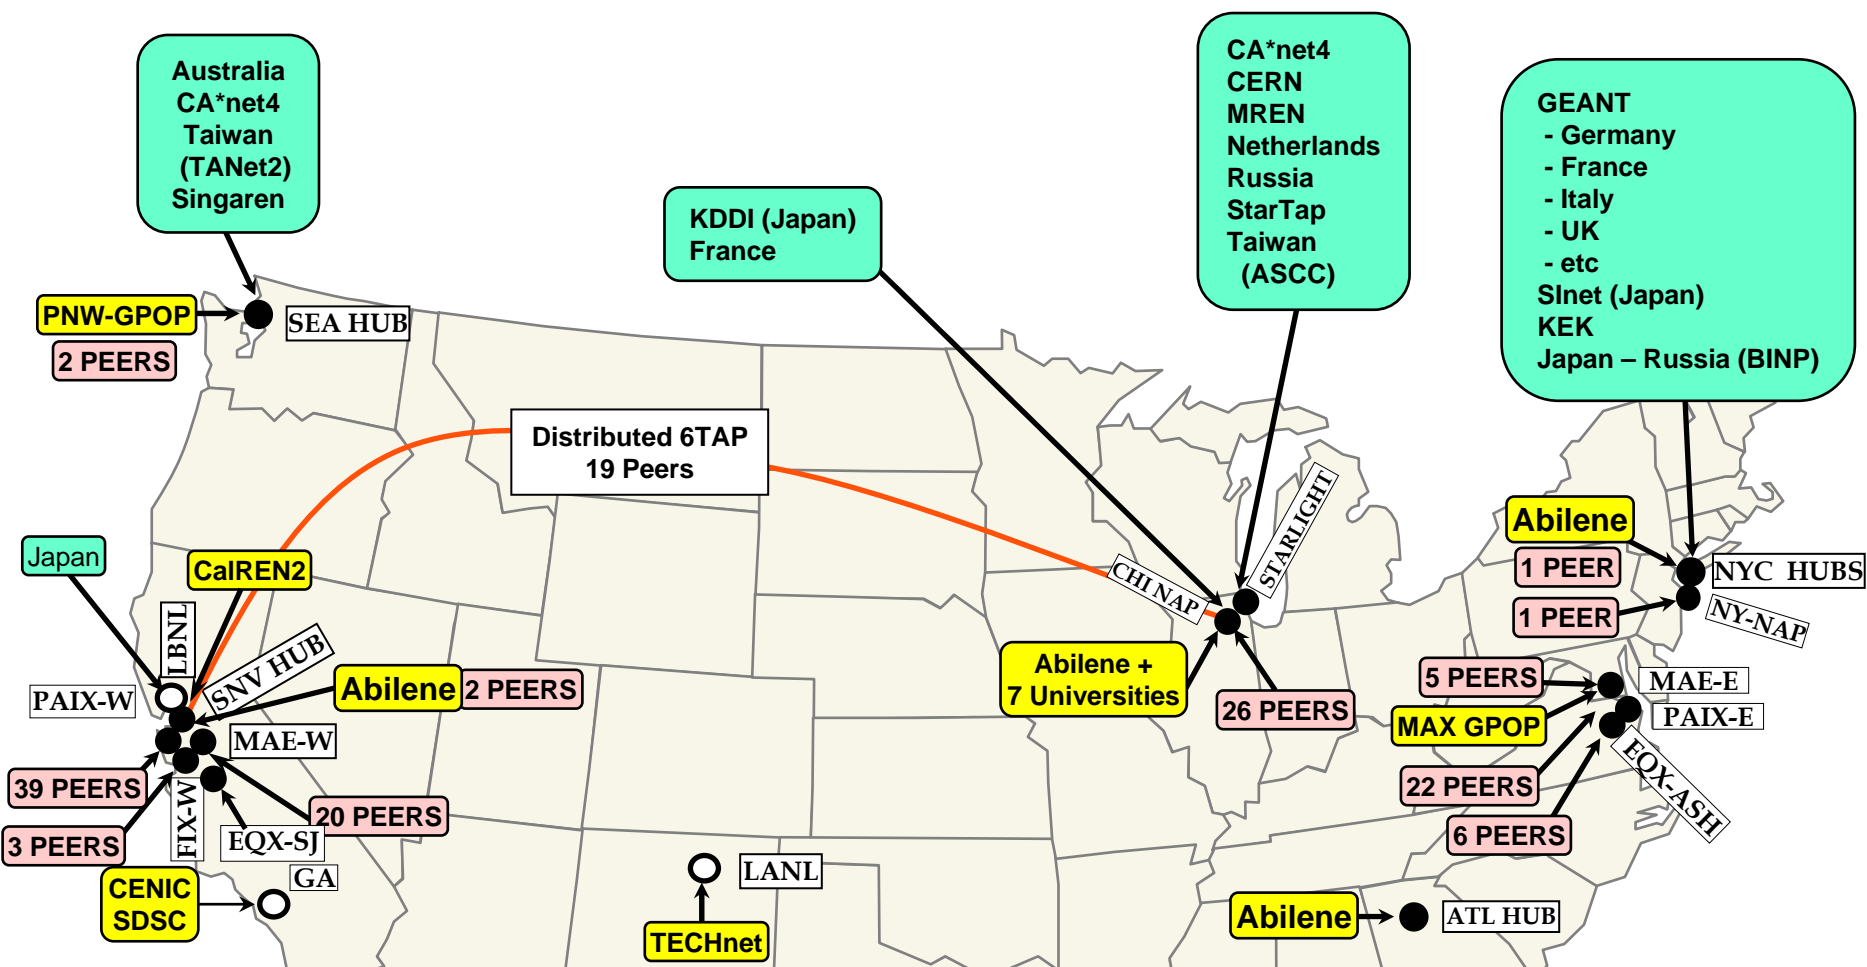 Australia
CA*net4
Taiwan
(TANet2)
Singaren
CA*net4
CERN
MREN
Netherlands
Russia
StarTap
Taiwan
(ASCC)
GEANT
- Germany
- France
- Italy
- UK
- etc
SInet (Japan)
KEK
Japan – Russia (BINP)
KDDI (Japan)
France
PNW-GPOP
SEA HUB
2 PEERS
Distributed 6TAP
19 Peers
STARLIGHT
CHI NAP
Abilene
1 PEER
NYC HUBS
1 PEER
NY-NAP
Japan
CalREN2
LBNL
SNV HUB
PAIX-W
Abilene
2 PEERS
Abilene +
7 Universities
26 PEERS
5 PEERS
MAE-E
MAX GPOP
PAIX-E
EQX-ASH
22 PEERS
6 PEERS
MAE-W
39 PEERS
20 PEERS
3 PEERS
FIX-W
EQX-SJ
GA
CENIC
SDSC
LANL
TECHnet
Abilene
ATL HUB